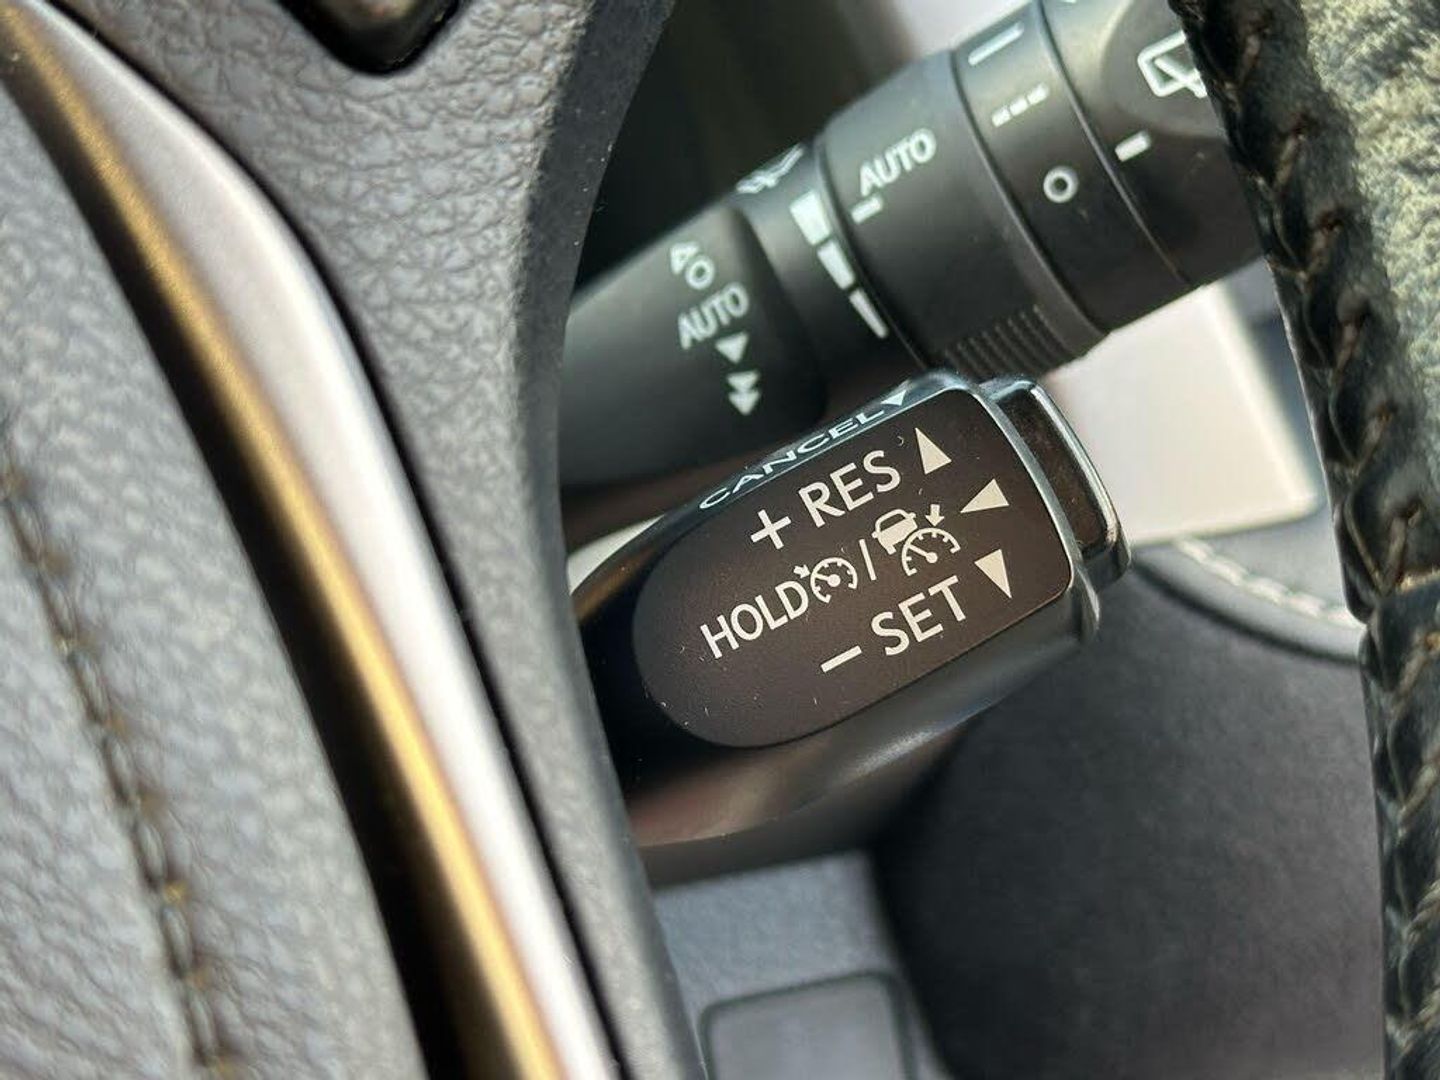 AUTO
AUTO
CANCEL
+ RES
HOLD /
− SET